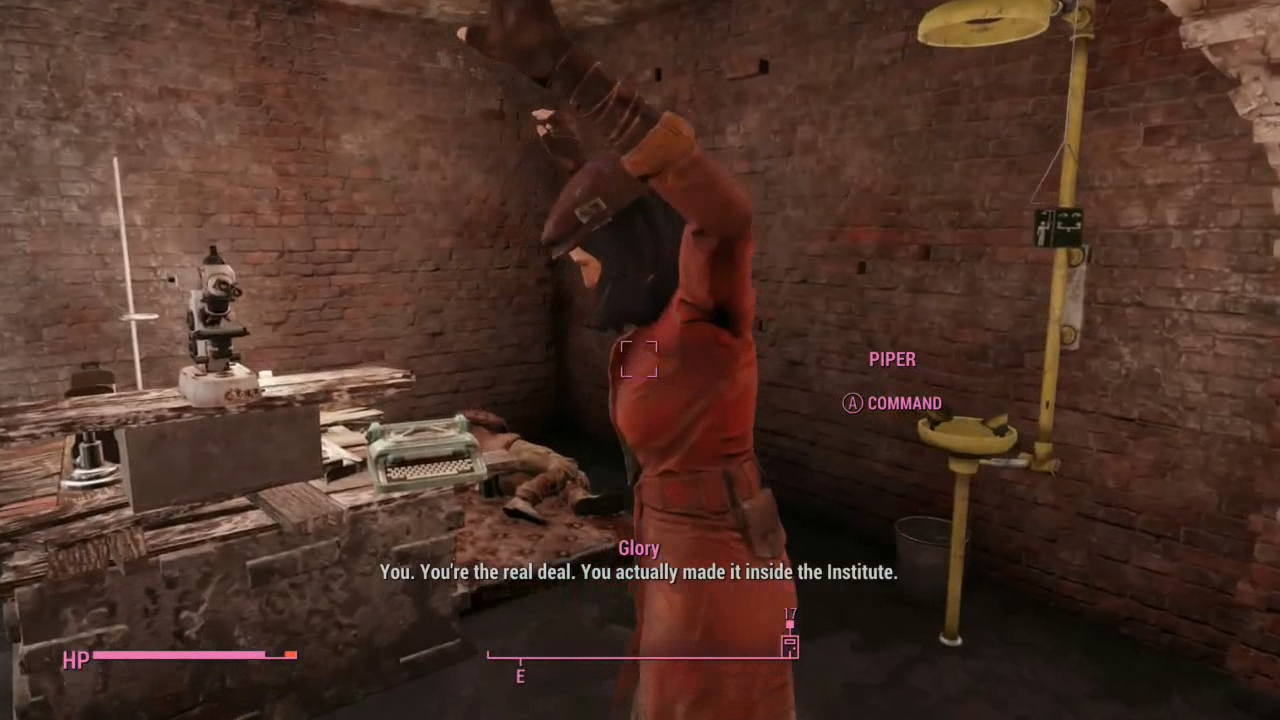 PIPER
Ⓐ COMMAND
Glory
You. You're the real deal. You actually made it inside the Institute.
17
HP
E